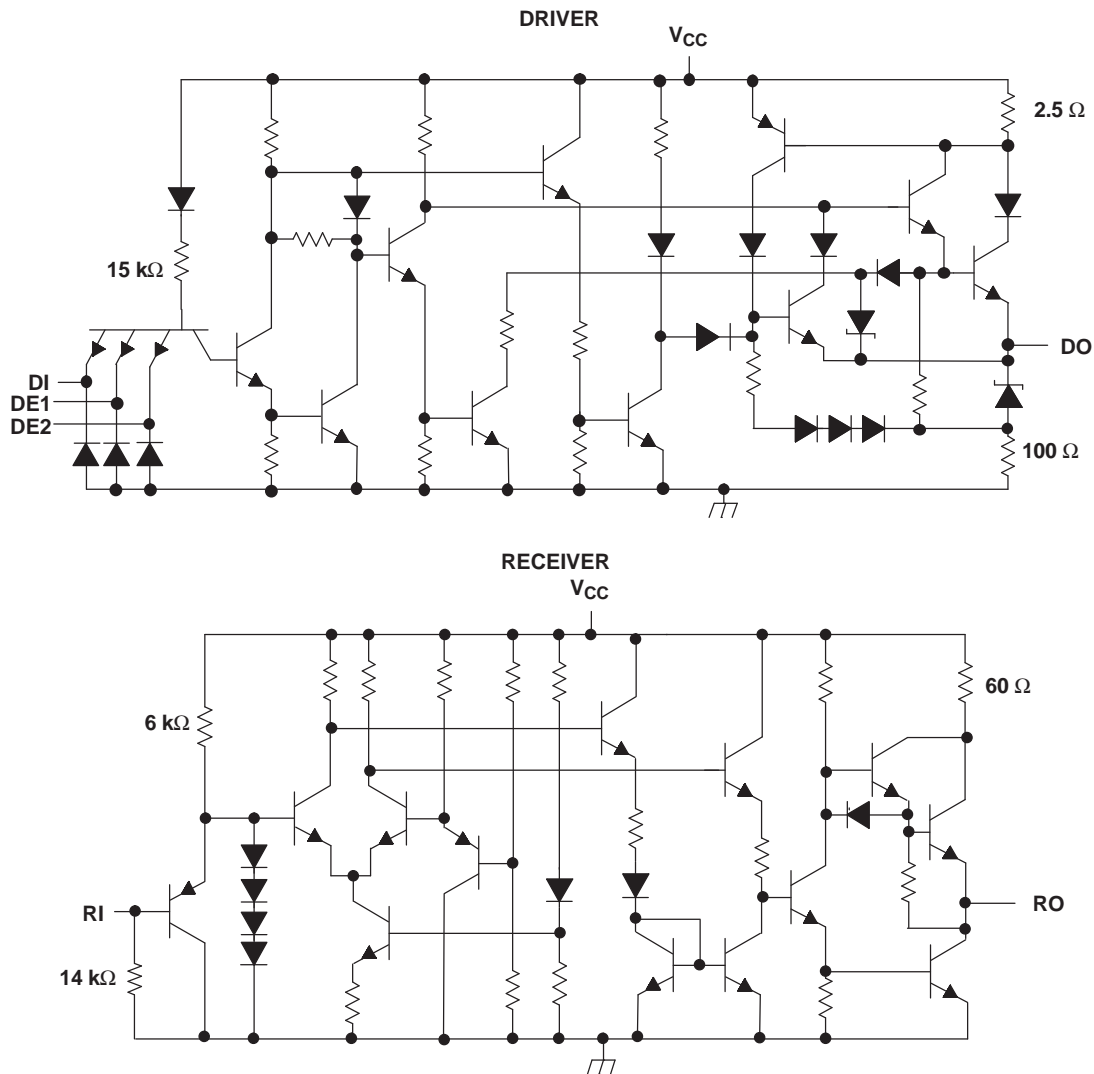 DRIVER
VCC
2.5 Ω
15 kΩ
DI
DE1
DE2
DO
100 Ω
RECEIVER
VCC
6 kΩ
60 Ω
RI
RO
14 kΩ